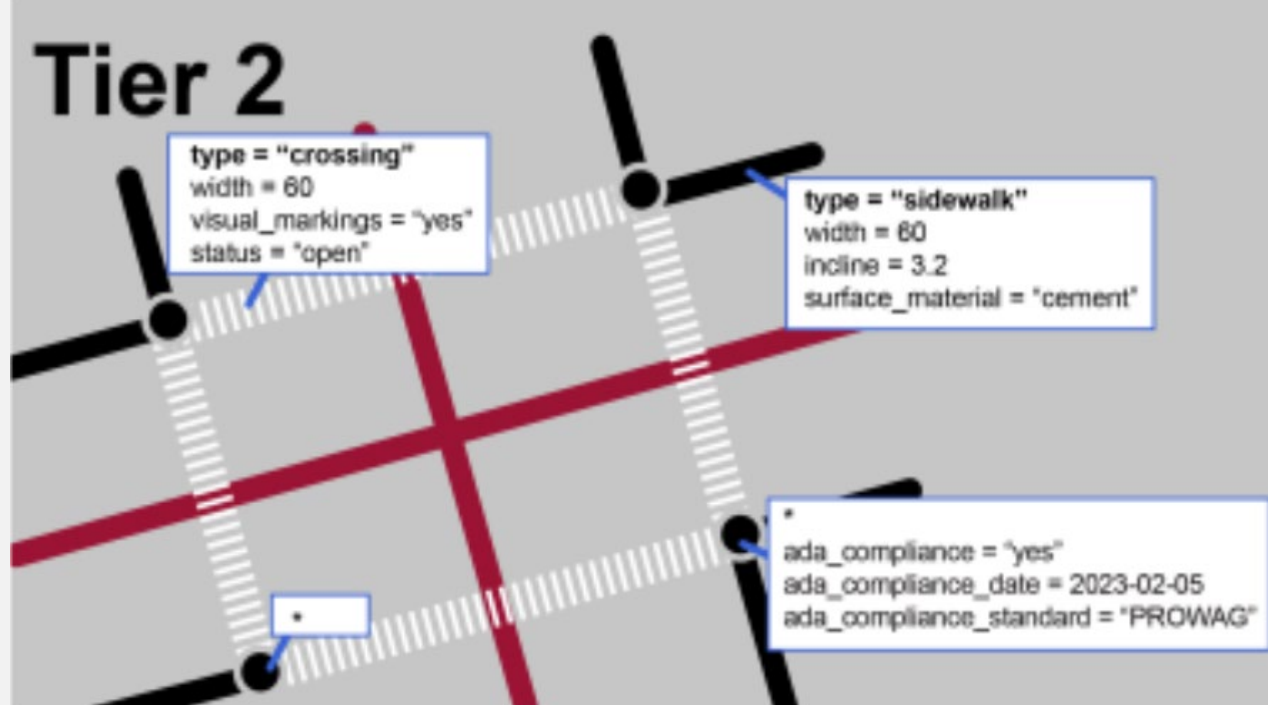 Tier 2
type = “crossing”
width = 60
visual_markings = “yes”
status = “open”
type = “sidewalk”
width = 60
incline = 3.2
surface_material = “cement”
*
ada_compliance = “yes”
ada_compliance_date = 2023-02-05
ada_compliance_standard = “PROWAG”
*